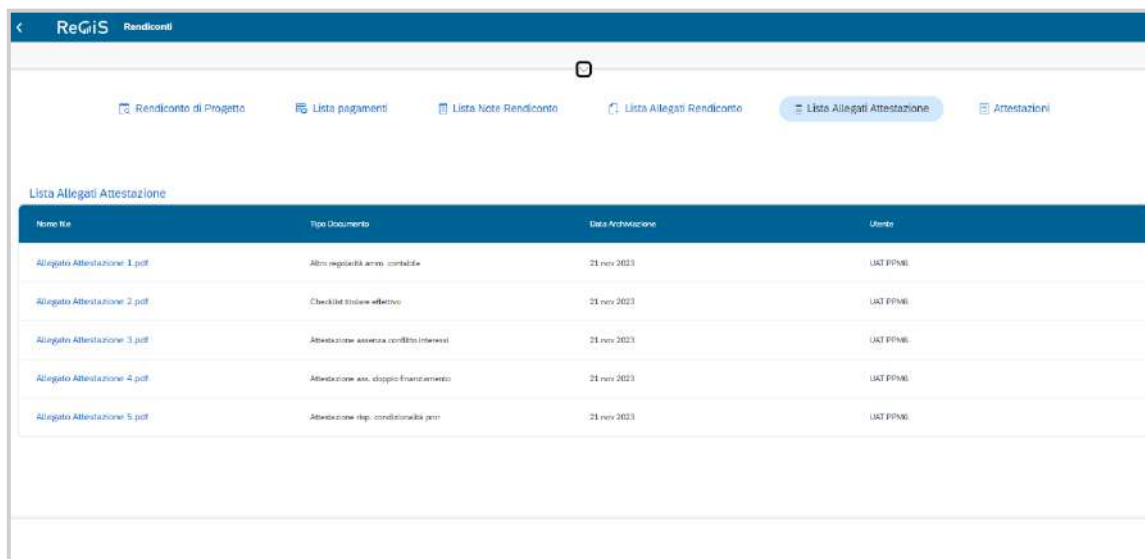 ReGiS Rendiconti
Rendiconto di Progetto Lista pagamenti Lista Note Rendiconto Lista Allegati Rendiconto Lista Allegati Attestazione Attestazioni
Lista Allegati Attestazione
Nome file Tipo Documento Data Archiviazione Utente
Allegato Attestazione 1.pdf Altro regolarità amm. contabile 21 nov 2023 UAT PPM6
Allegato Attestazione 2.pdf Checklist titolare effettivo 21 nov 2023 UAT PPM6
Allegato Attestazione 3.pdf Attestazione assenza conflitto interessi 21 nov 2023 UAT PPM6
Allegato Attestazione 4.pdf Attestazione ass. doppio finanziamento 21 nov 2023 UAT PPM6
Allegato Attestazione 5.pdf Attestazione risp. condizionalità pnrr 21 nov 2023 UAT PPM6